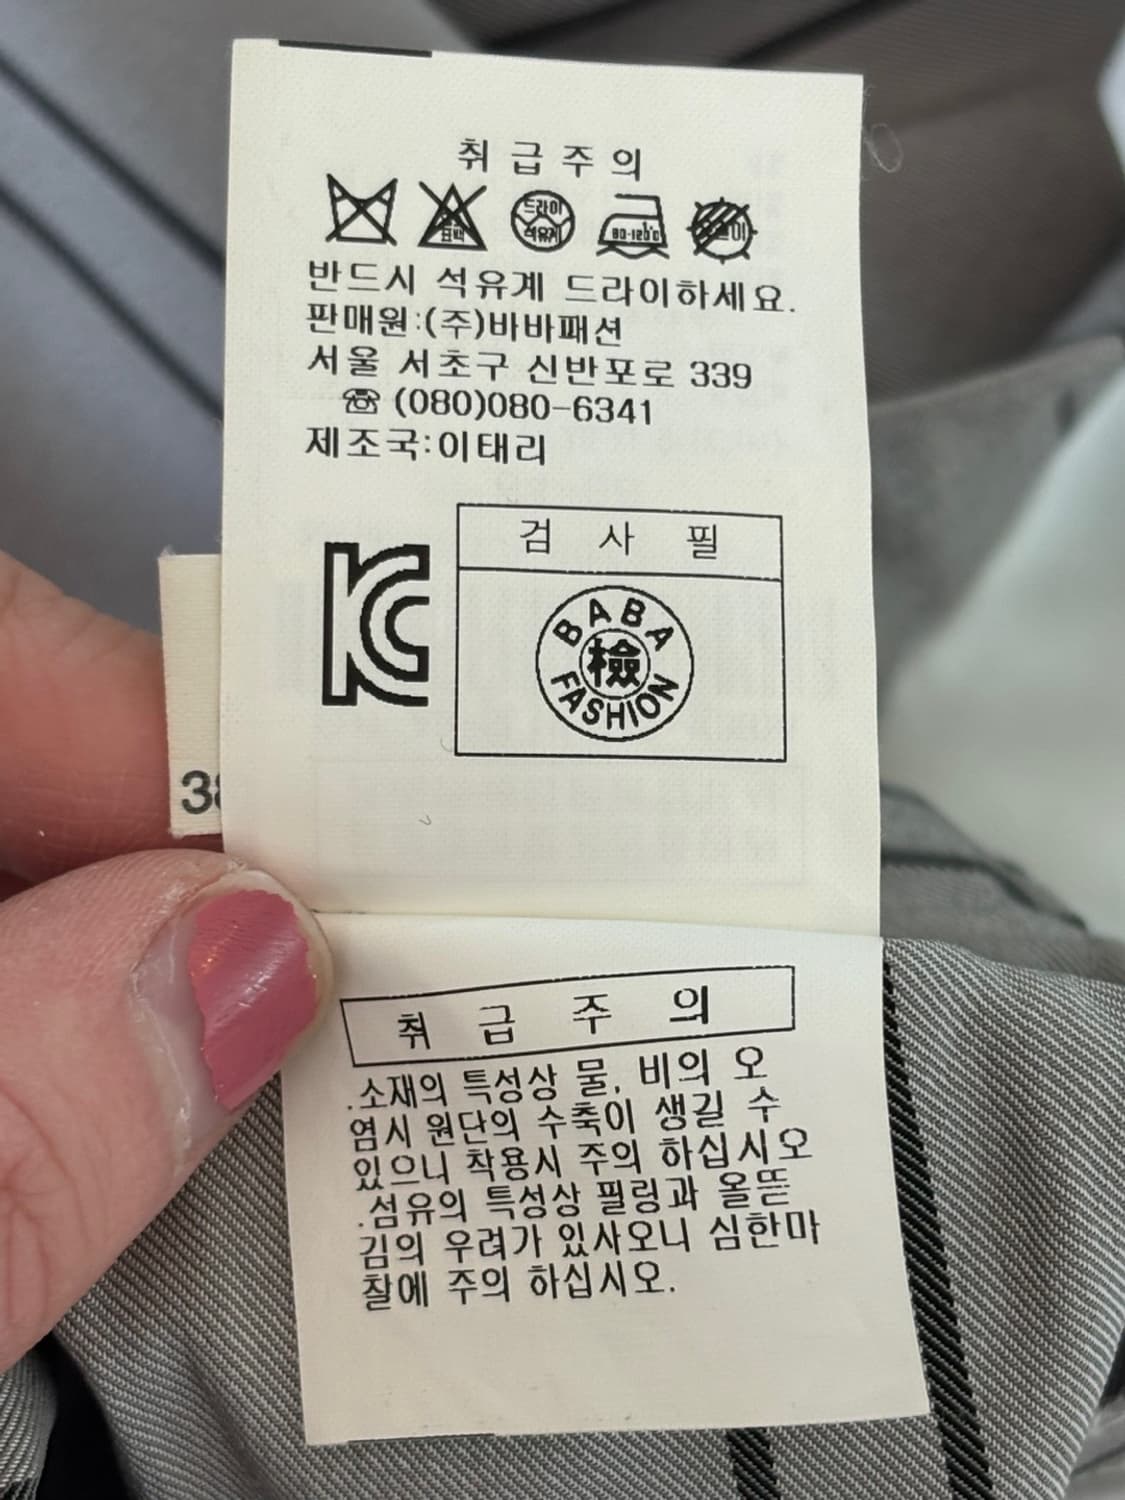 취급주의
표백
드라이
석유계
80-120°C
반드시 석유계 드라이하세요.
판매원:(주)바바패션
서울 서초구 신반포로 339
☏ (080)080-6341
제조국:이태리
검 사 필
BABA
檢
FASHION
38
취 급 주 의
.소재의 특성상 물, 비의 오
염시 원단의 수축이 생길 수
있으니 착용시 주의 하십시오
.섬유의 특성상 필링과 올뜯
김의 우려가 있사오니 심한마
찰에 주의 하십시오.